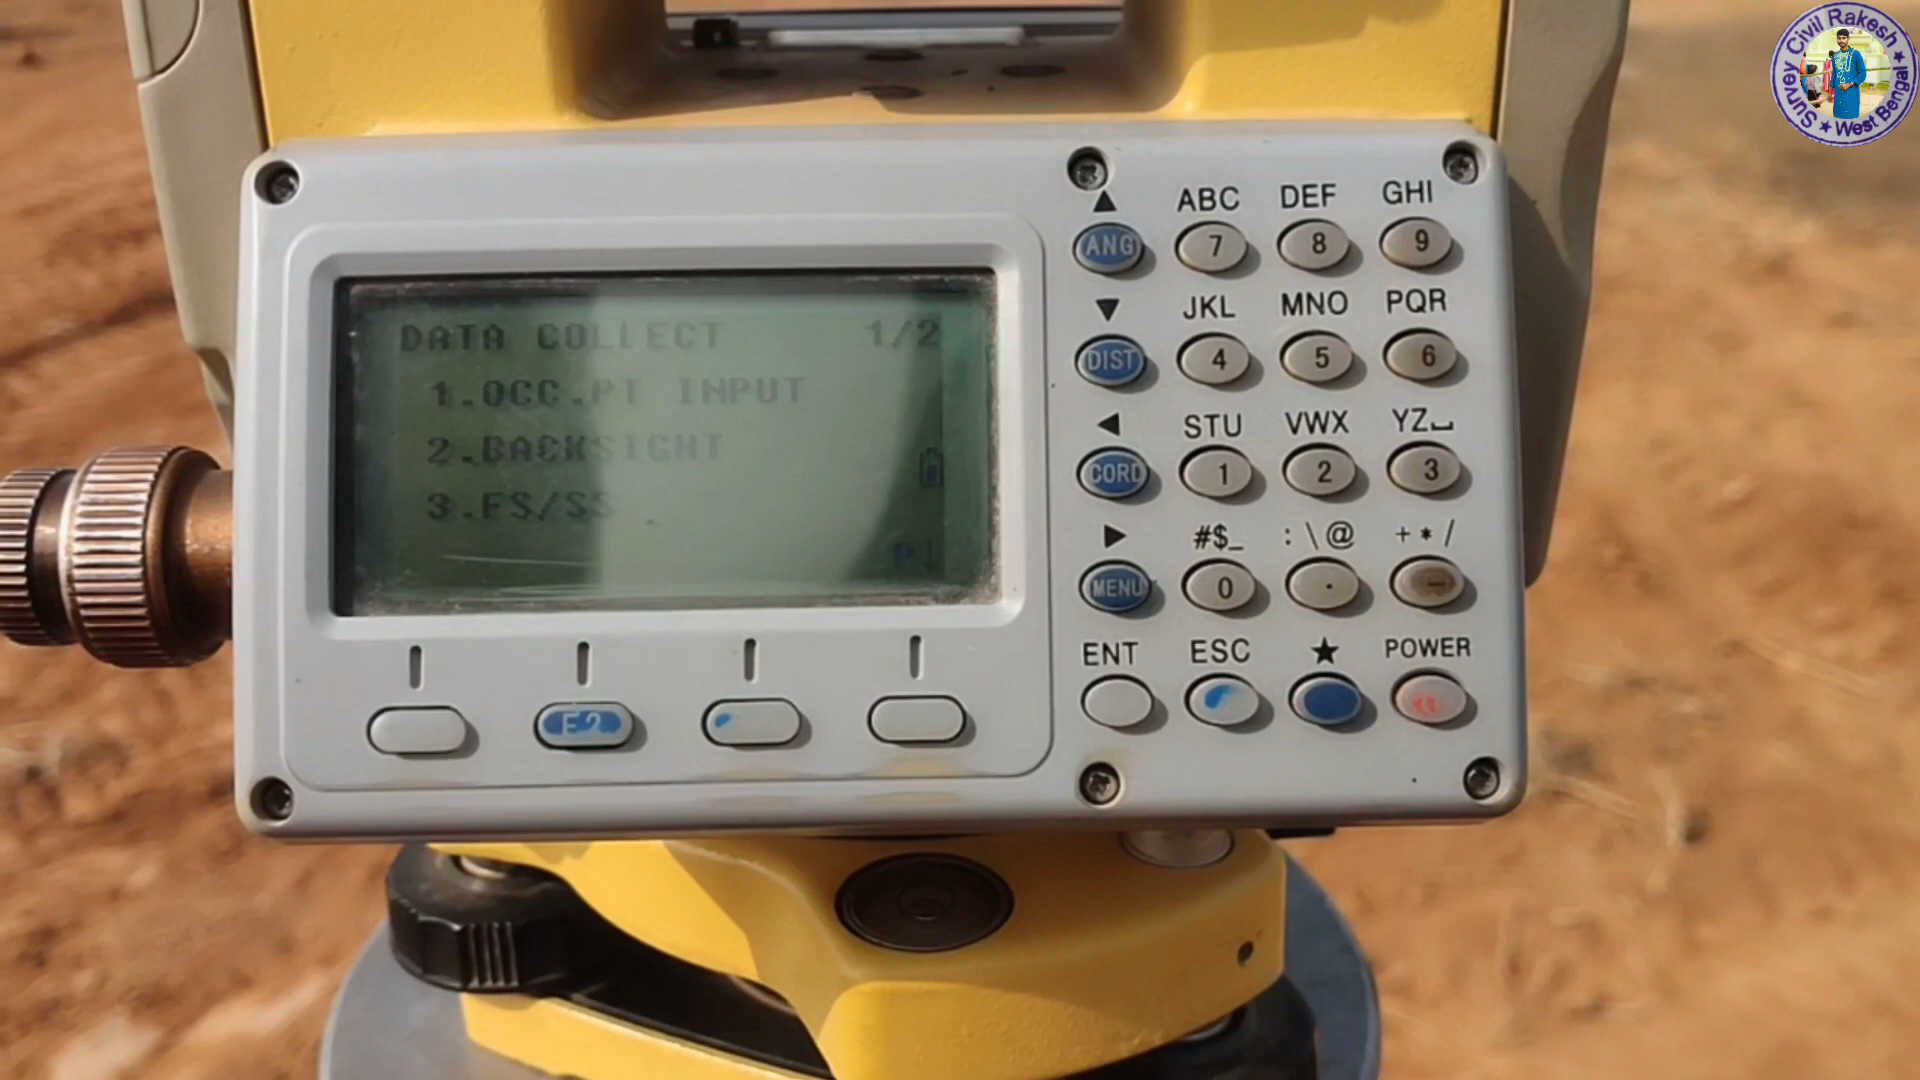 Survey Civil Rakesh
★ West Bengal ★
DATA COLLECT 1/2
1.OCC.PT INPUT
2.BACKSIGHT
3.FS/SS
P↓
▲ ABC DEF GHI
ANG 7 8 9
▼ JKL MNO PQR
DIST 4 5 6
◀ STU VWX YZ⎵
CORD 1 2 3
▶ #$_ :\@ +*/
MENU 0 . -
ENT ESC ★ POWER